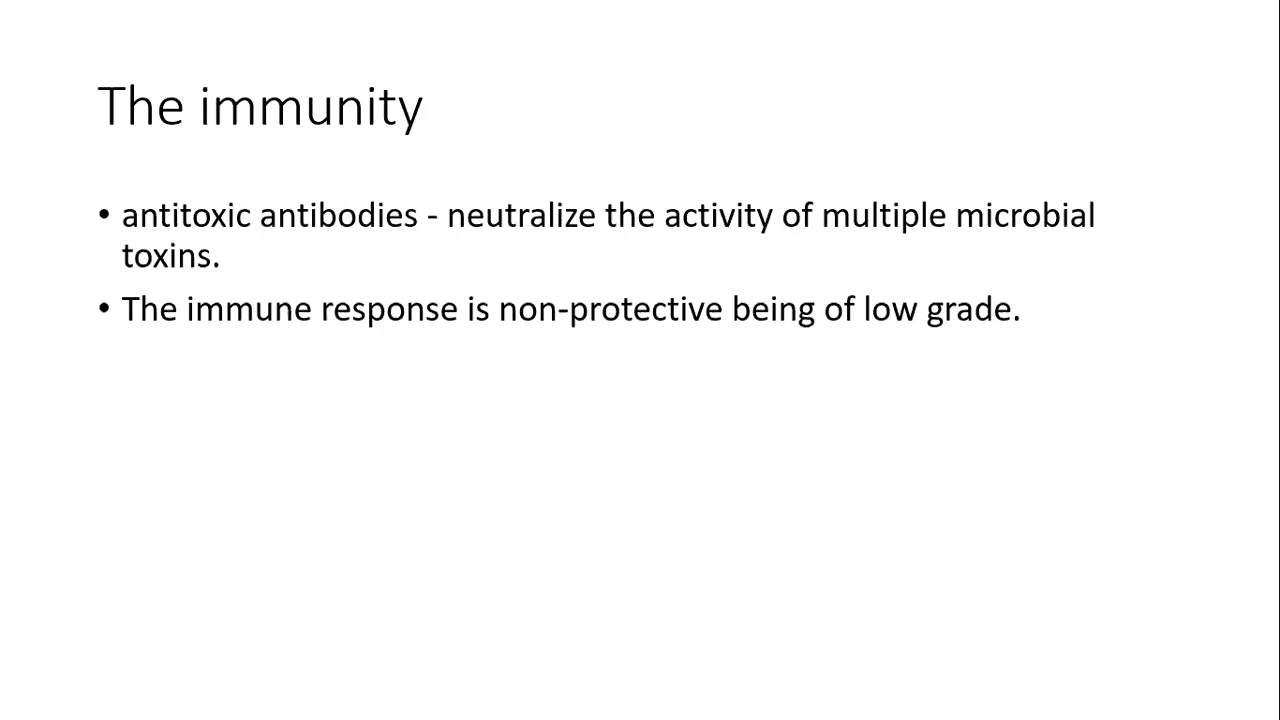 The immunity
• antitoxic antibodies - neutralize the activity of multiple microbial
toxins.
• The immune response is non-protective being of low grade.